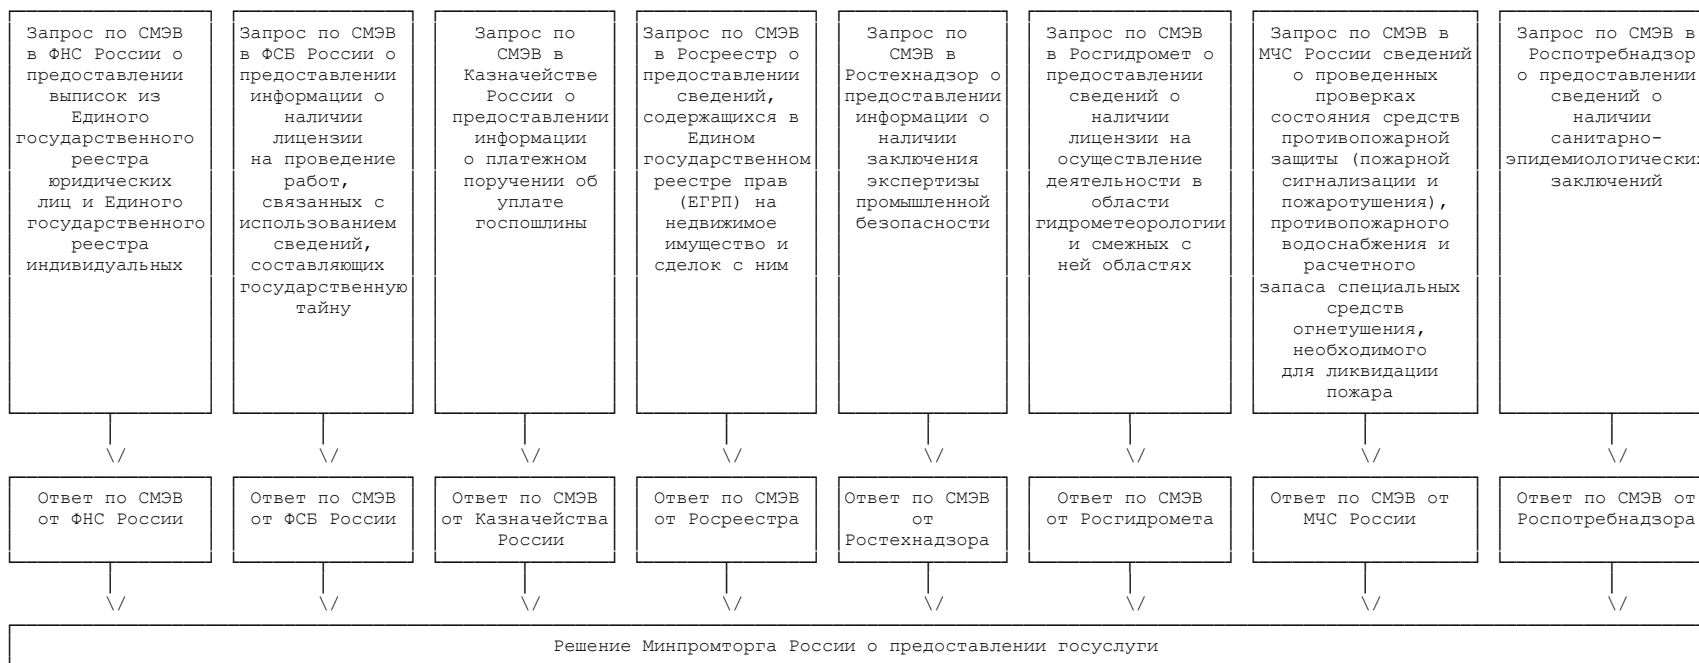 Запрос по СМЭВ
в ФНС России о
предоставлении
выписок из
Единого
государственного
реестра
юридических
лиц и Единого
государственного
реестра
индивидуальных
Запрос по СМЭВ
в ФСБ России о
предоставлении
информации о
наличии
лицензии
на проведение
работ,
связанных с
использованием
сведений,
составляющих
государственную
тайну
Запрос по
СМЭВ в
Казначействе
России о
предоставлении
информации
о платежном
поручении об
уплате
госпошлины
Запрос по СМЭВ
в Росреестр о
предоставлении
сведений,
содержащихся в
Едином
государственном
реестре прав
(ЕГРП) на
недвижимое
имущество и
сделок с ним
Запрос по
СМЭВ в
Ростехнадзор о
предоставлении
информации о
наличии
заключения
экспертизы
промышленной
безопасности
Запрос по СМЭВ
в Росгидромет о
предоставлении
сведений о
наличии
лицензии на
осуществление
деятельности в
области
гидрометеорологии
и смежных с
ней областях
Запрос по СМЭВ в
МЧС России сведений
о проведенных
проверках
состояния средств
противопожарной
защиты (пожарной
сигнализации и
пожаротушения),
противопожарного
водоснабжения и
расчетного
запаса специальных
средств
огнетушения,
необходимого
для ликвидации
пожара
Запрос по СМЭВ в
Роспотребнадзор
о предоставлении
сведений о
наличии
санитарно-
эпидемиологических
заключений
Ответ по СМЭВ
от ФНС России
Ответ по СМЭВ
от ФСБ России
Ответ по СМЭВ
от Казначейства
России
Ответ по СМЭВ
от Росреестра
Ответ по СМЭВ
от
Ростехнадзора
Ответ по СМЭВ
от Росгидромета
Ответ по СМЭВ от
МЧС России
Ответ по СМЭВ от
Роспотребнадзора
Решение Минпромторга России о предоставлении госуслуги